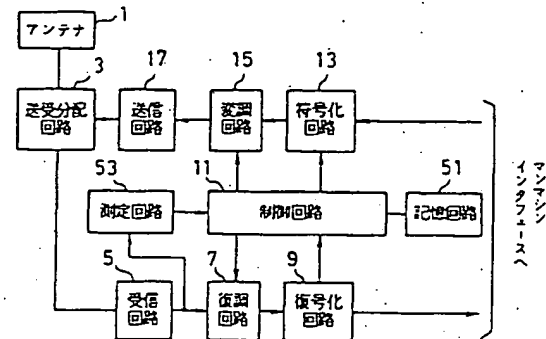 アンテナ
1
3
17
15
13
送受分配
回路
送信
回路
変調
回路
符号化
回路
53
11
51
測定回路
制御回路
記憶回路
5
7
9
受信
回路
復調
回路
復号化
回路
マンマシン
インタフェースへ